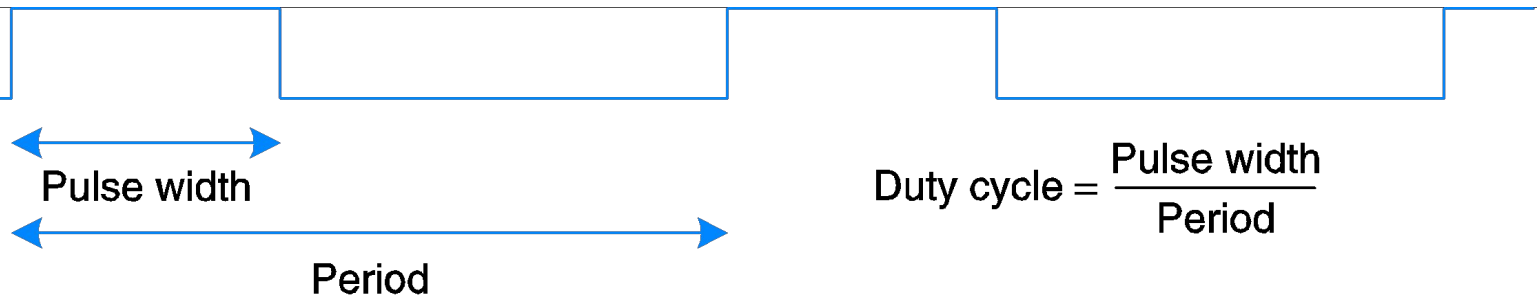 Pulse width
Period
Duty cycle = Pulse width
Period